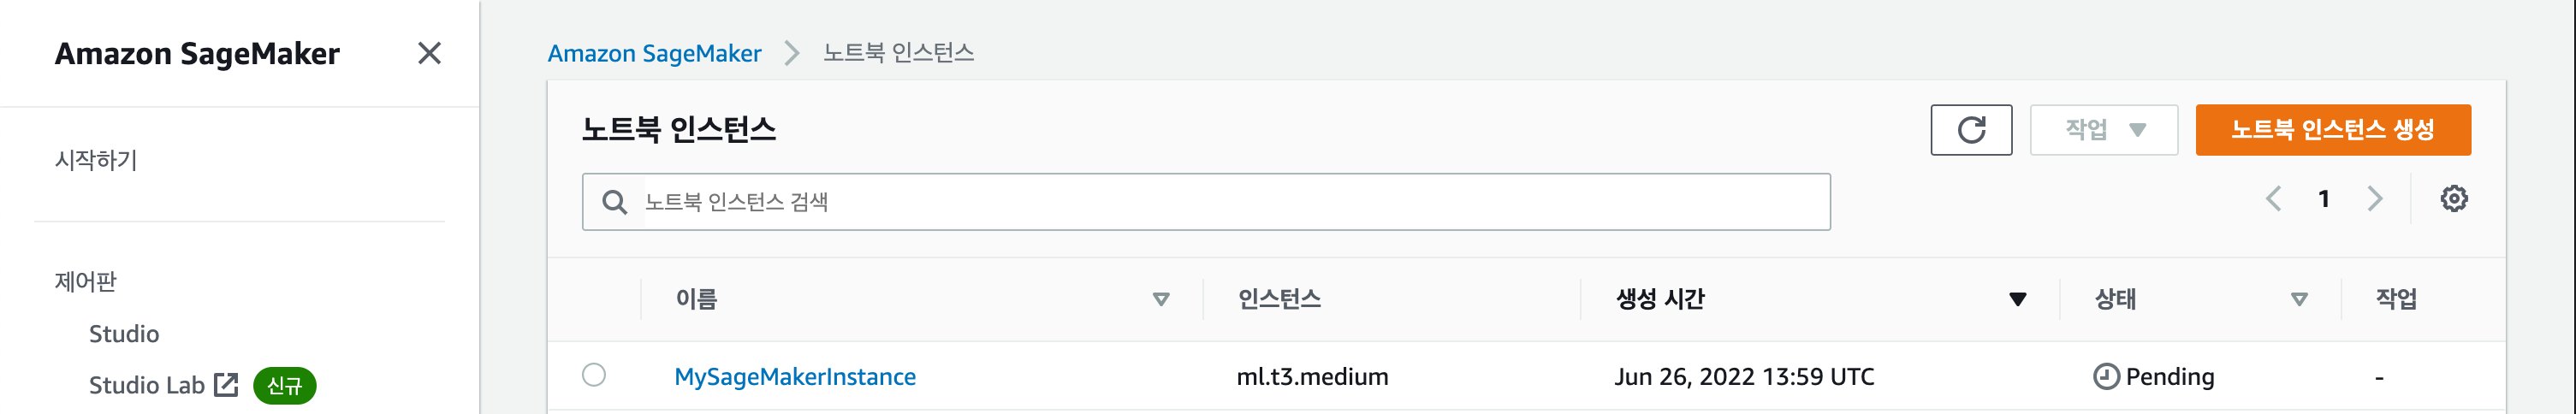 Amazon SageMaker
시작하기
제어판
Studio
Studio Lab 신규
Amazon SageMaker > 노트북 인스턴스
노트북 인스턴스
작업 노트북 인스턴스 생성
노트북 인스턴스 검색
1
이름 인스턴스 생성 시간 상태 작업
MySageMakerInstance ml.t3.medium Jun 26, 2022 13:59 UTC Pending -